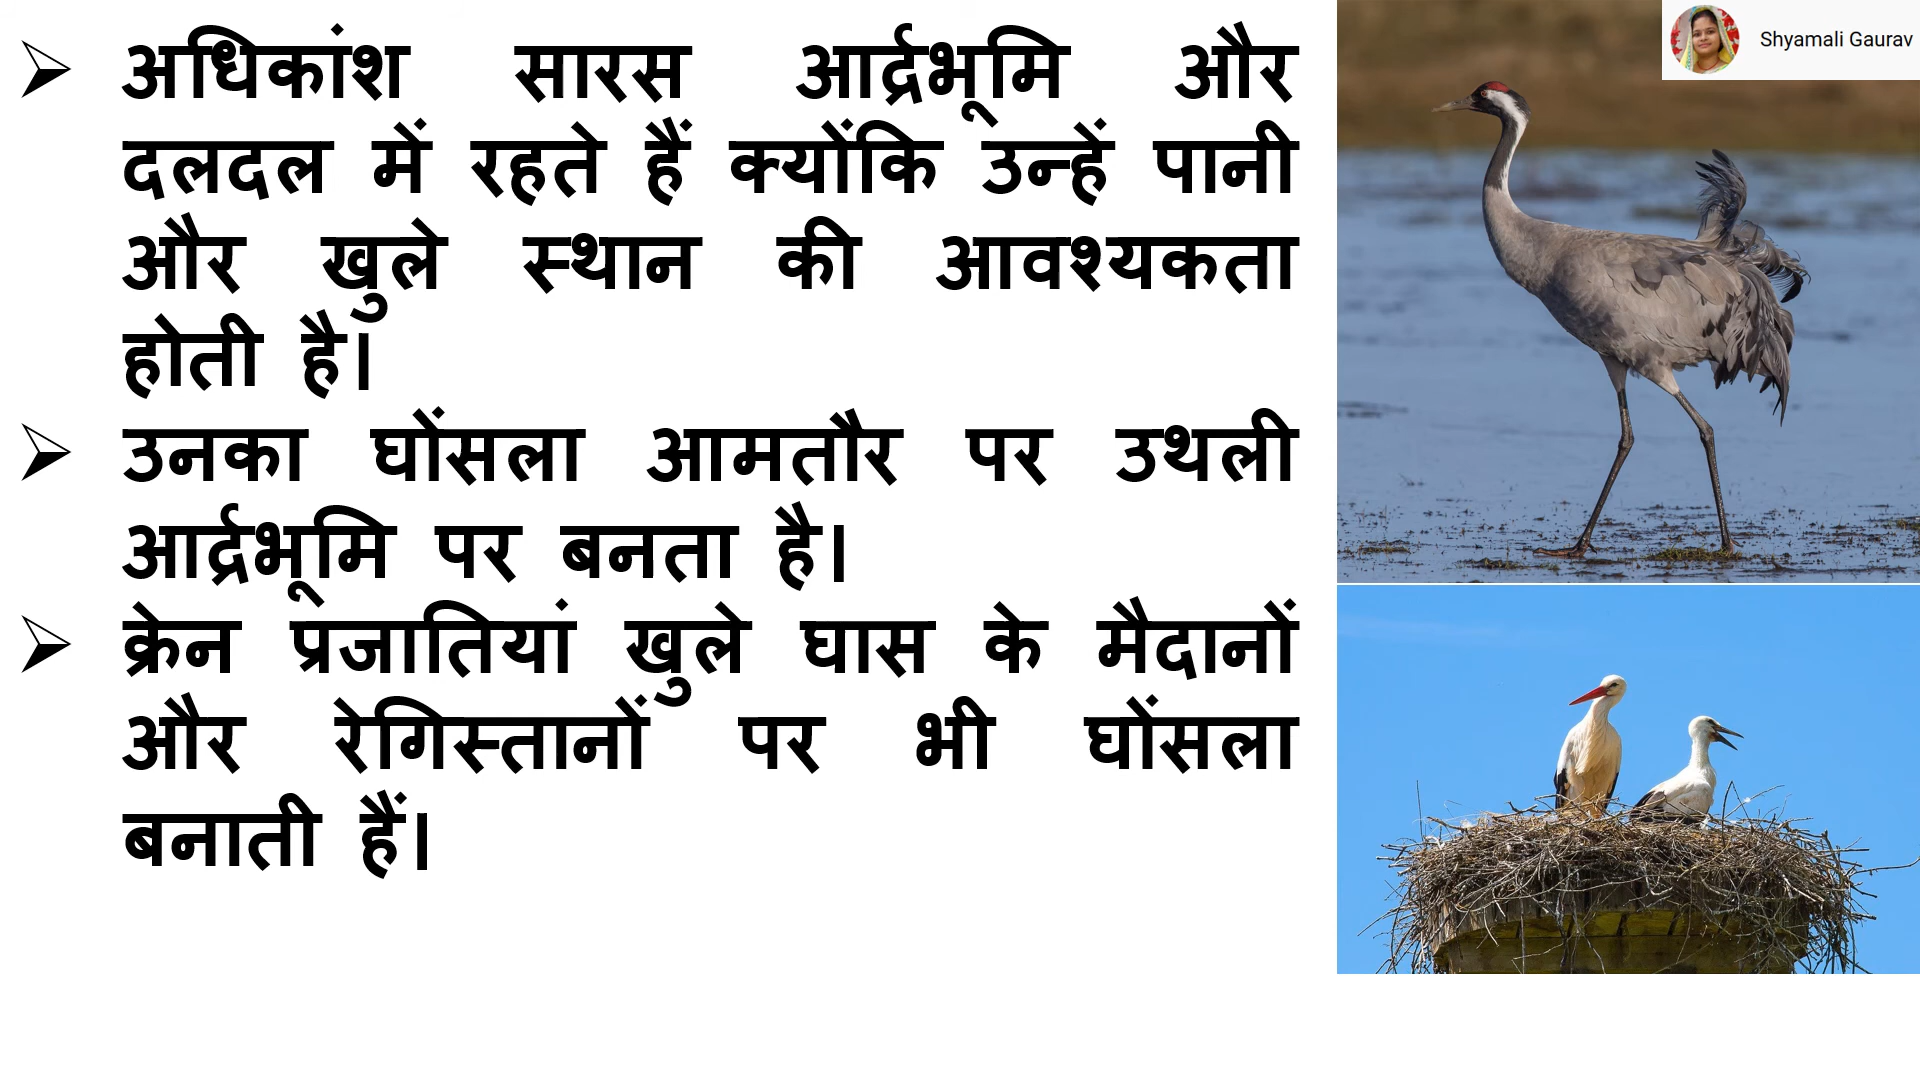 अधिकांश सारस आर्द्रभूमि और
दलदल में रहते हैं क्योंकि उन्हें पानी
और खुले स्थान की आवश्यकता
होती है।
उनका घोंसला आमतौर पर उथली
आर्द्रभूमि पर बनता है।
क्रेन प्रजातियां खुले घास के मैदानों
और रेगिस्तानों पर भी घोंसला
बनाती हैं।
Shyamali Gaurav